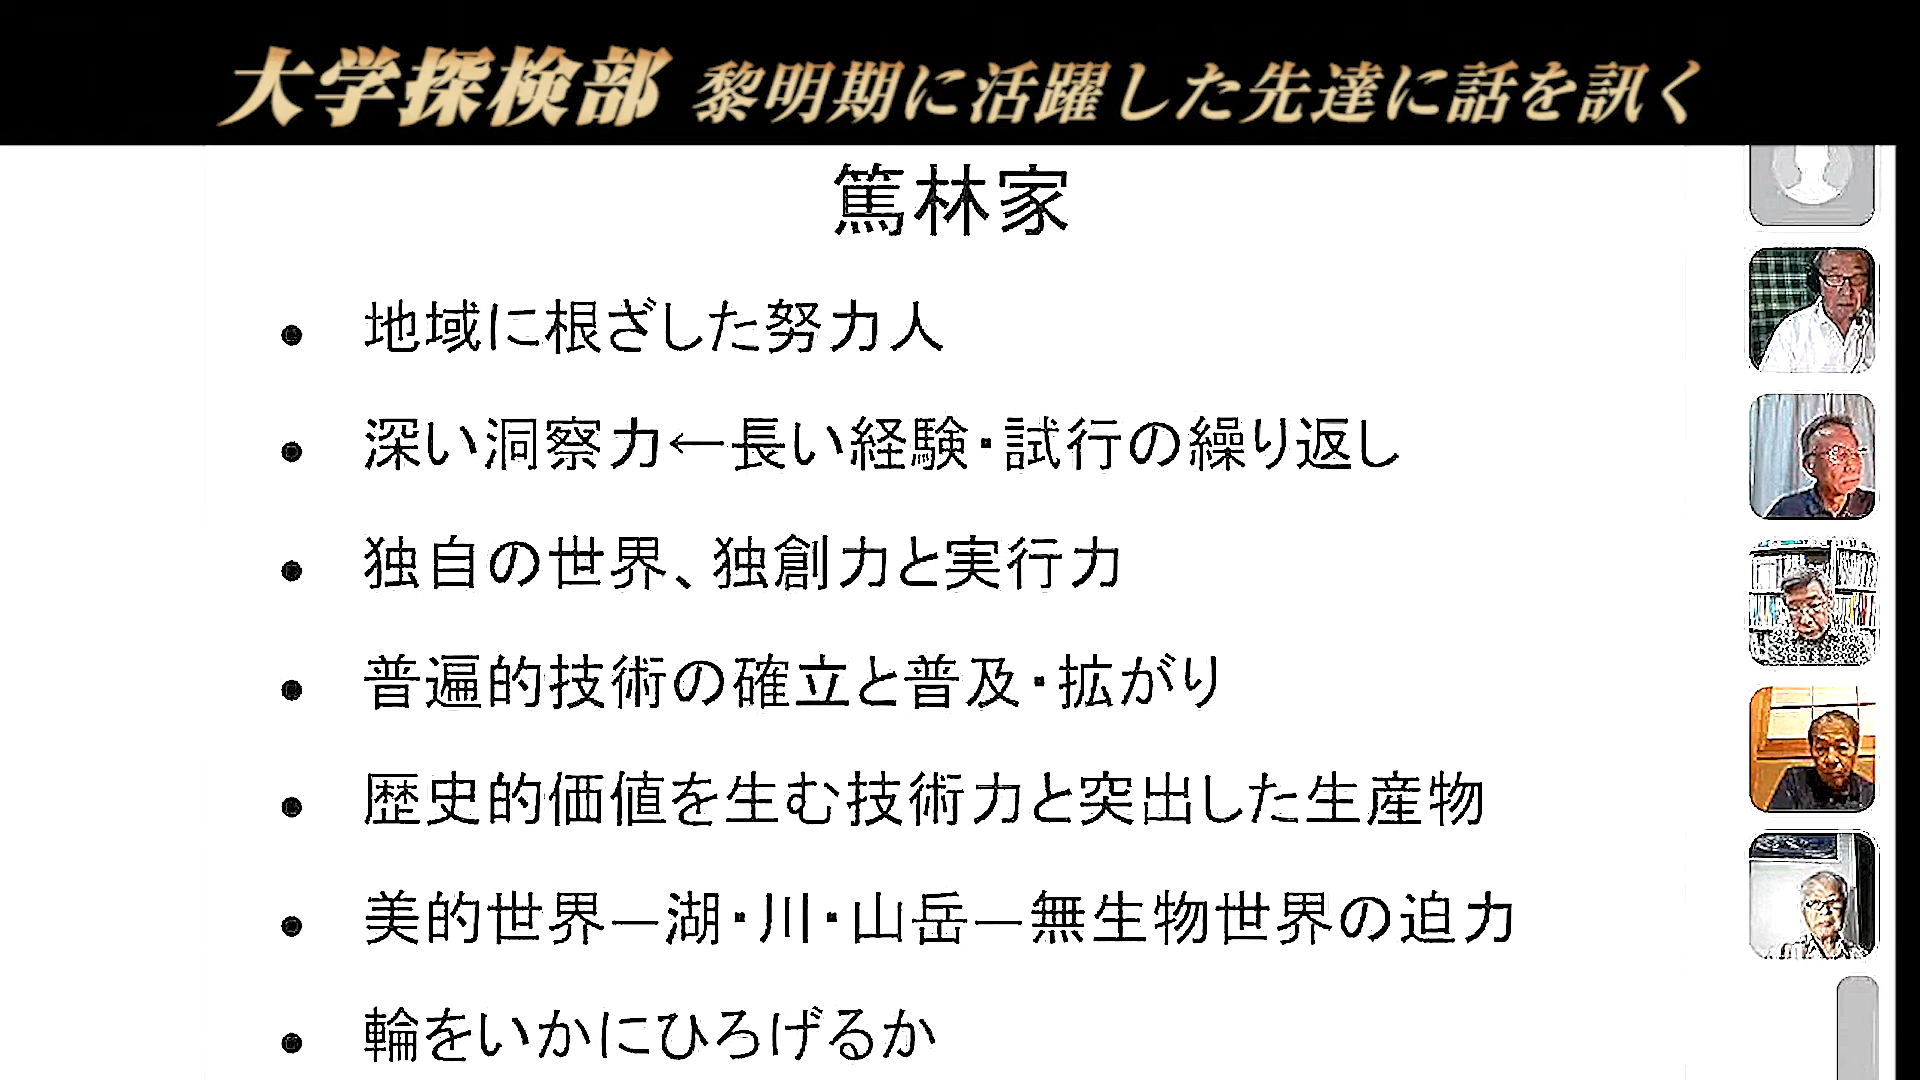 大学探検部 黎明期に活躍した先達に話を訊く
篤林家
• 地域に根ざした努力人
• 深い洞察力←長い経験・試行の繰り返し
• 独自の世界、独創力と実行力
• 普遍的技術の確立と普及・拡がり
• 歴史的価値を生む技術力と突出した生産物
• 美的世界―湖・川・山岳―無生物世界の迫力
• 輪をいかにひろげるか